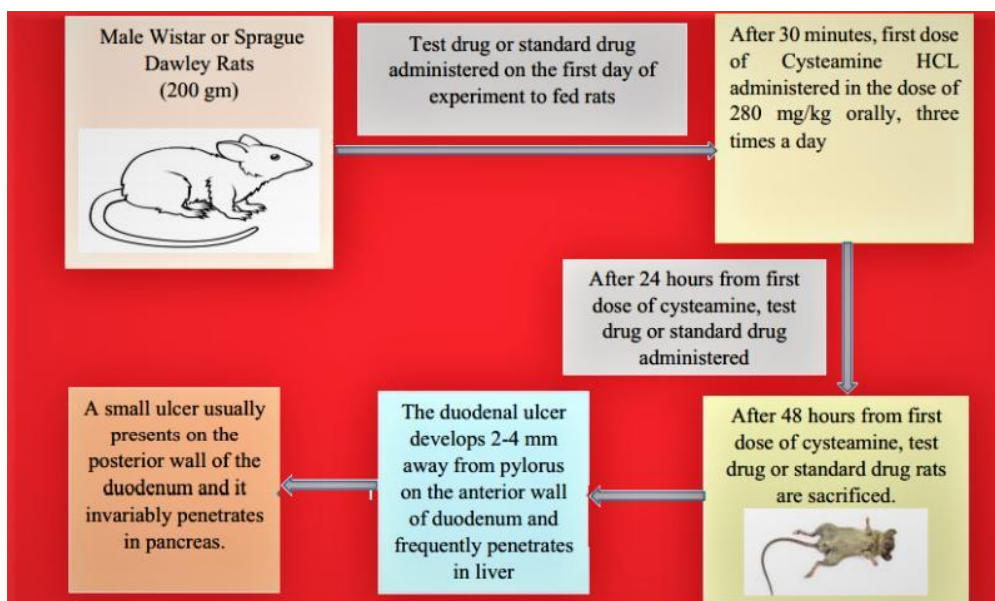 Male Wistar or Sprague
Dawley Rats
(200 gm)
Test drug or standard drug
administered on the first day of
experiment to fed rats
After 30 minutes, first dose
of Cysteamine HCL
administered in the dose of
280 mg/kg orally, three
times a day
After 24 hours from first
dose of cysteamine, test
drug or standard drug
administered
After 48 hours from first
dose of cysteamine, test
drug or standard drug rats
are sacrificed.
The duodenal ulcer
develops 2-4 mm
away from pylorus
on the anterior wall
of duodenum and
frequently penetrates
in liver
A small ulcer usually
presents on the
posterior wall of the
duodenum and it
invariably penetrates
in pancreas.